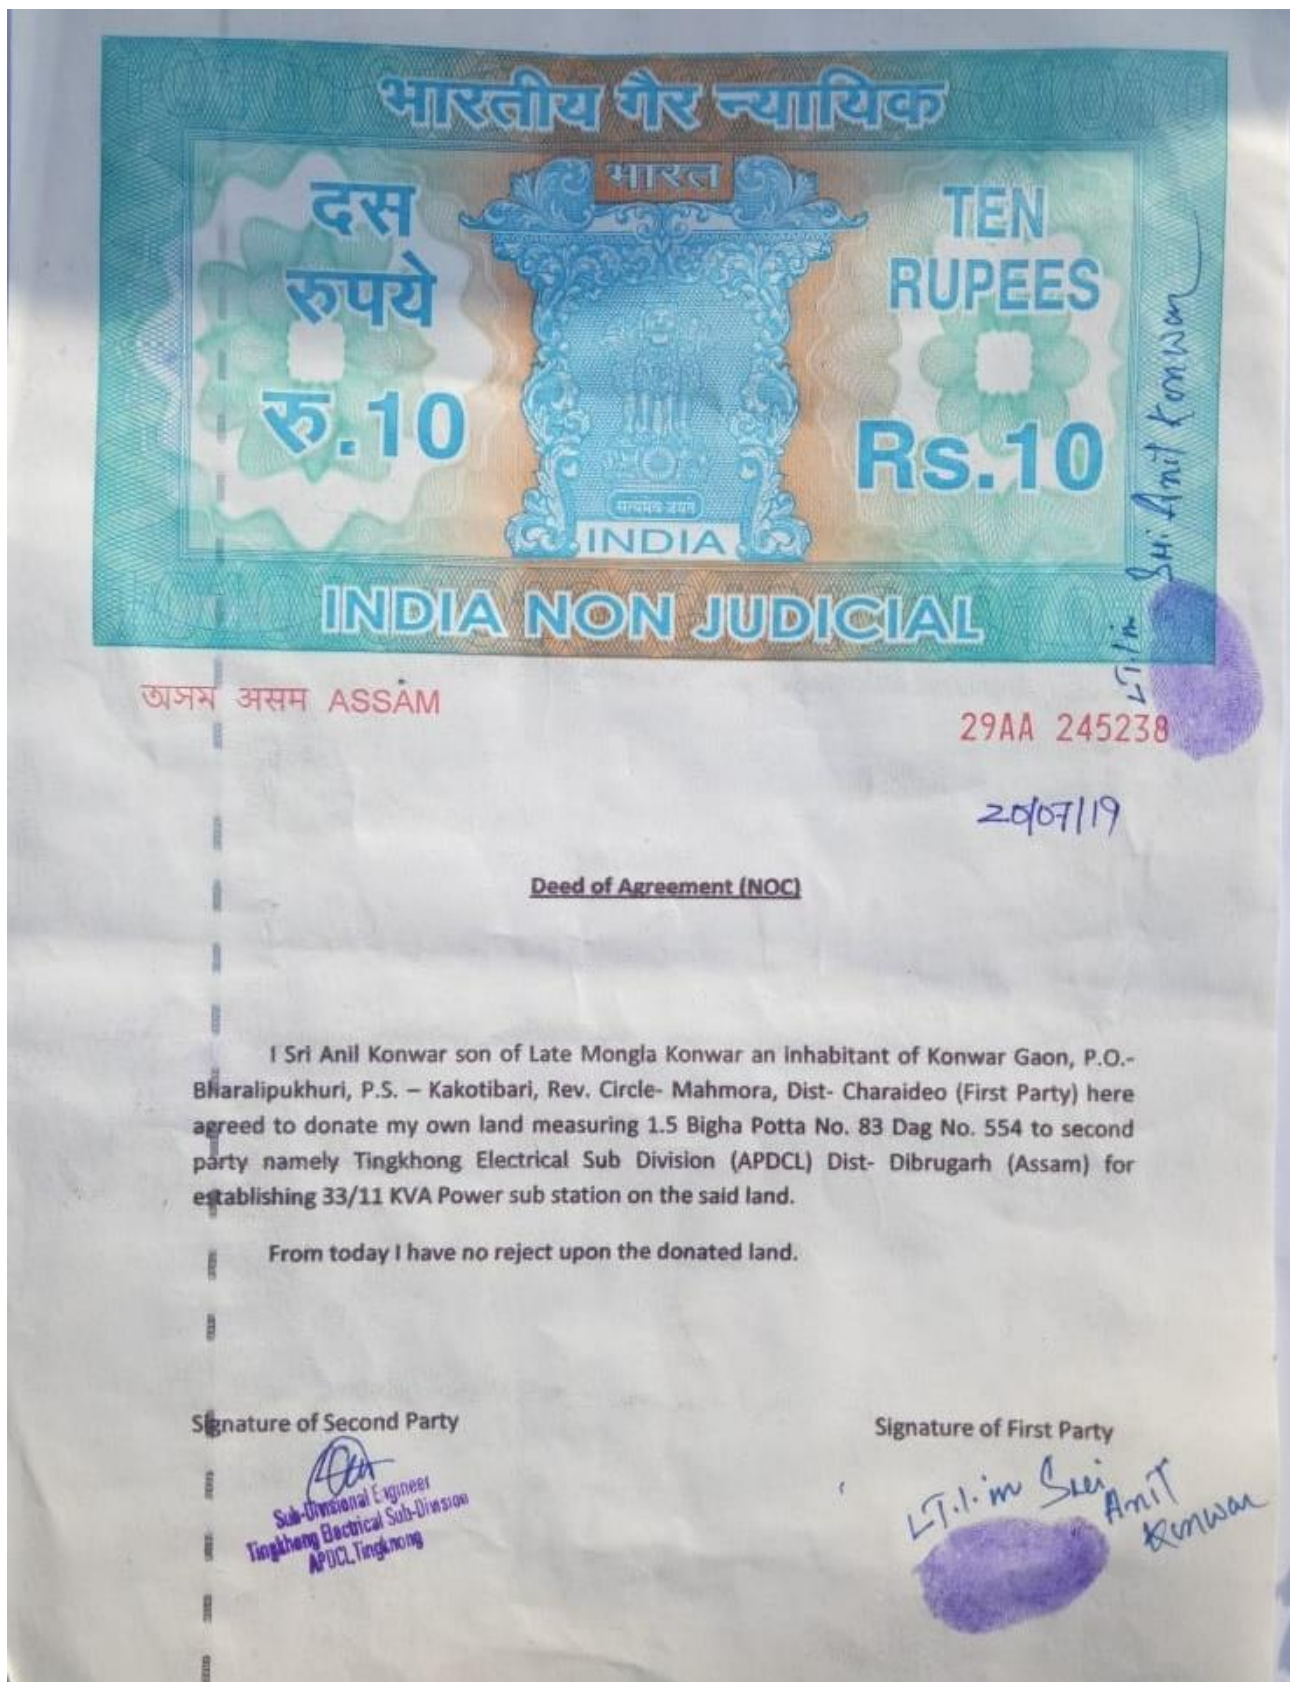 भारतीय गैर न्यायिक
भारत
दस
रुपये
रु.10
TEN
RUPEES
Rs.10
सत्यमेव जयते
INDIA
INDIA NON JUDICIAL
LTI/m Sri Anil Konwar
অসম असम ASSAM
29AA 245238
20/07/19
Deed of Agreement (NOC)
I Sri Anil Konwar son of Late Mongla Konwar an inhabitant of Konwar Gaon, P.O.-
Bharalipukhuri, P.S. – Kakotibari, Rev. Circle- Mahmora, Dist- Charaideo (First Party) here
agreed to donate my own land measuring 1.5 Bigha Potta No. 83 Dag No. 554 to second
party namely Tingkhong Electrical Sub Division (APDCL) Dist- Dibrugarh (Assam) for
establishing 33/11 KVA Power sub station on the said land.
From today I have no reject upon the donated land.
Signature of Second Party
Signature of First Party
Sub-Divisional Engineer
Tingkhong Electrical Sub-Division
APDCL, Tingkhong
L.T.I. m Srei
Anil
Konwar